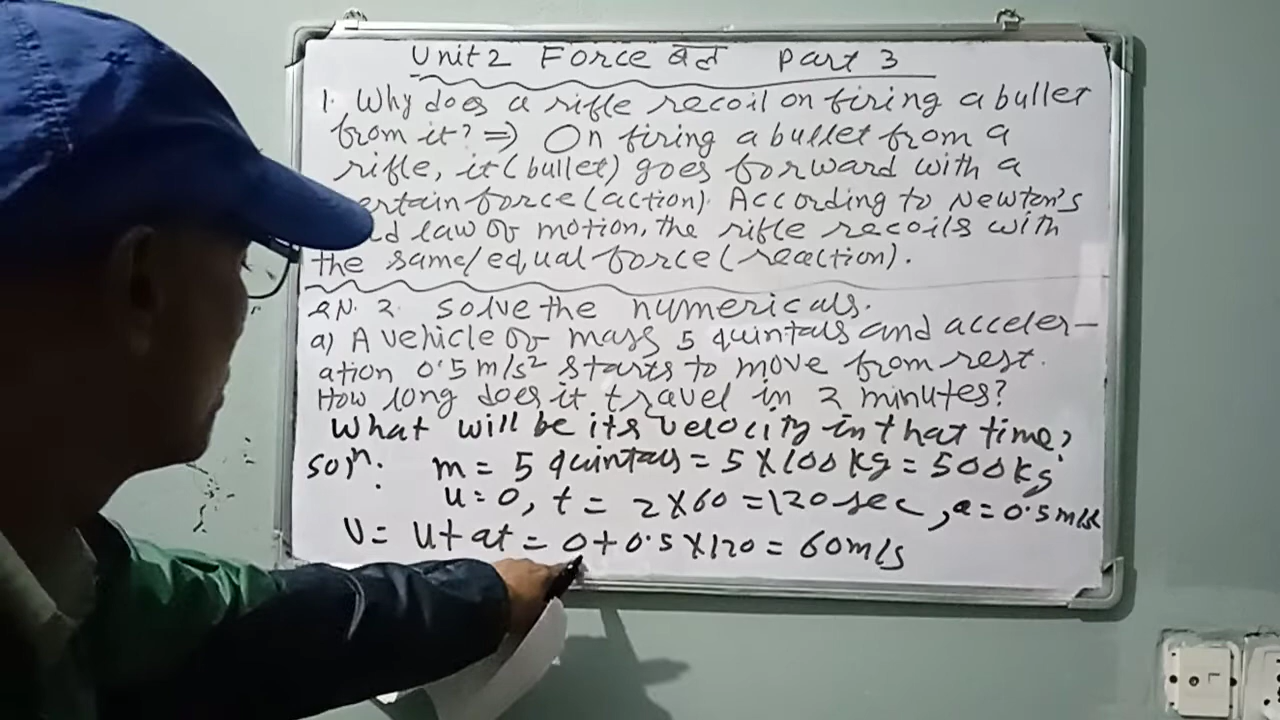 Unit 2 Force बल Part 3
1. Why does a rifle recoil on firing a bullet
from it? => On firing a bullet from a
rifle, it (bullet) goes forward with a
ertain force (action). According to Newton's
d law of motion, the rifle recoils with
the same/equal force (reaction).
QN. 2. Solve the numericals.
a) A vehicle of mass 5 quintals and acceler-
ation 0.5 m/s² starts to move from rest.
How long does it travel in 2 minutes?
What will be its velocity in that time?
Solⁿ: m = 5 quintals = 5 × 100 kg = 500 kg
u = 0, t = 2 × 60 = 120 sec, a = 0.5 m/s²
V = u + at = 0 + 0.5 × 120 = 60 m/s